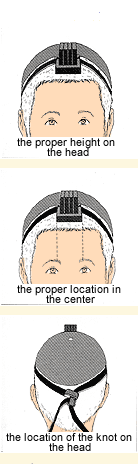 the proper height on
the head
the proper location in
the center
the location of the knot on
the head